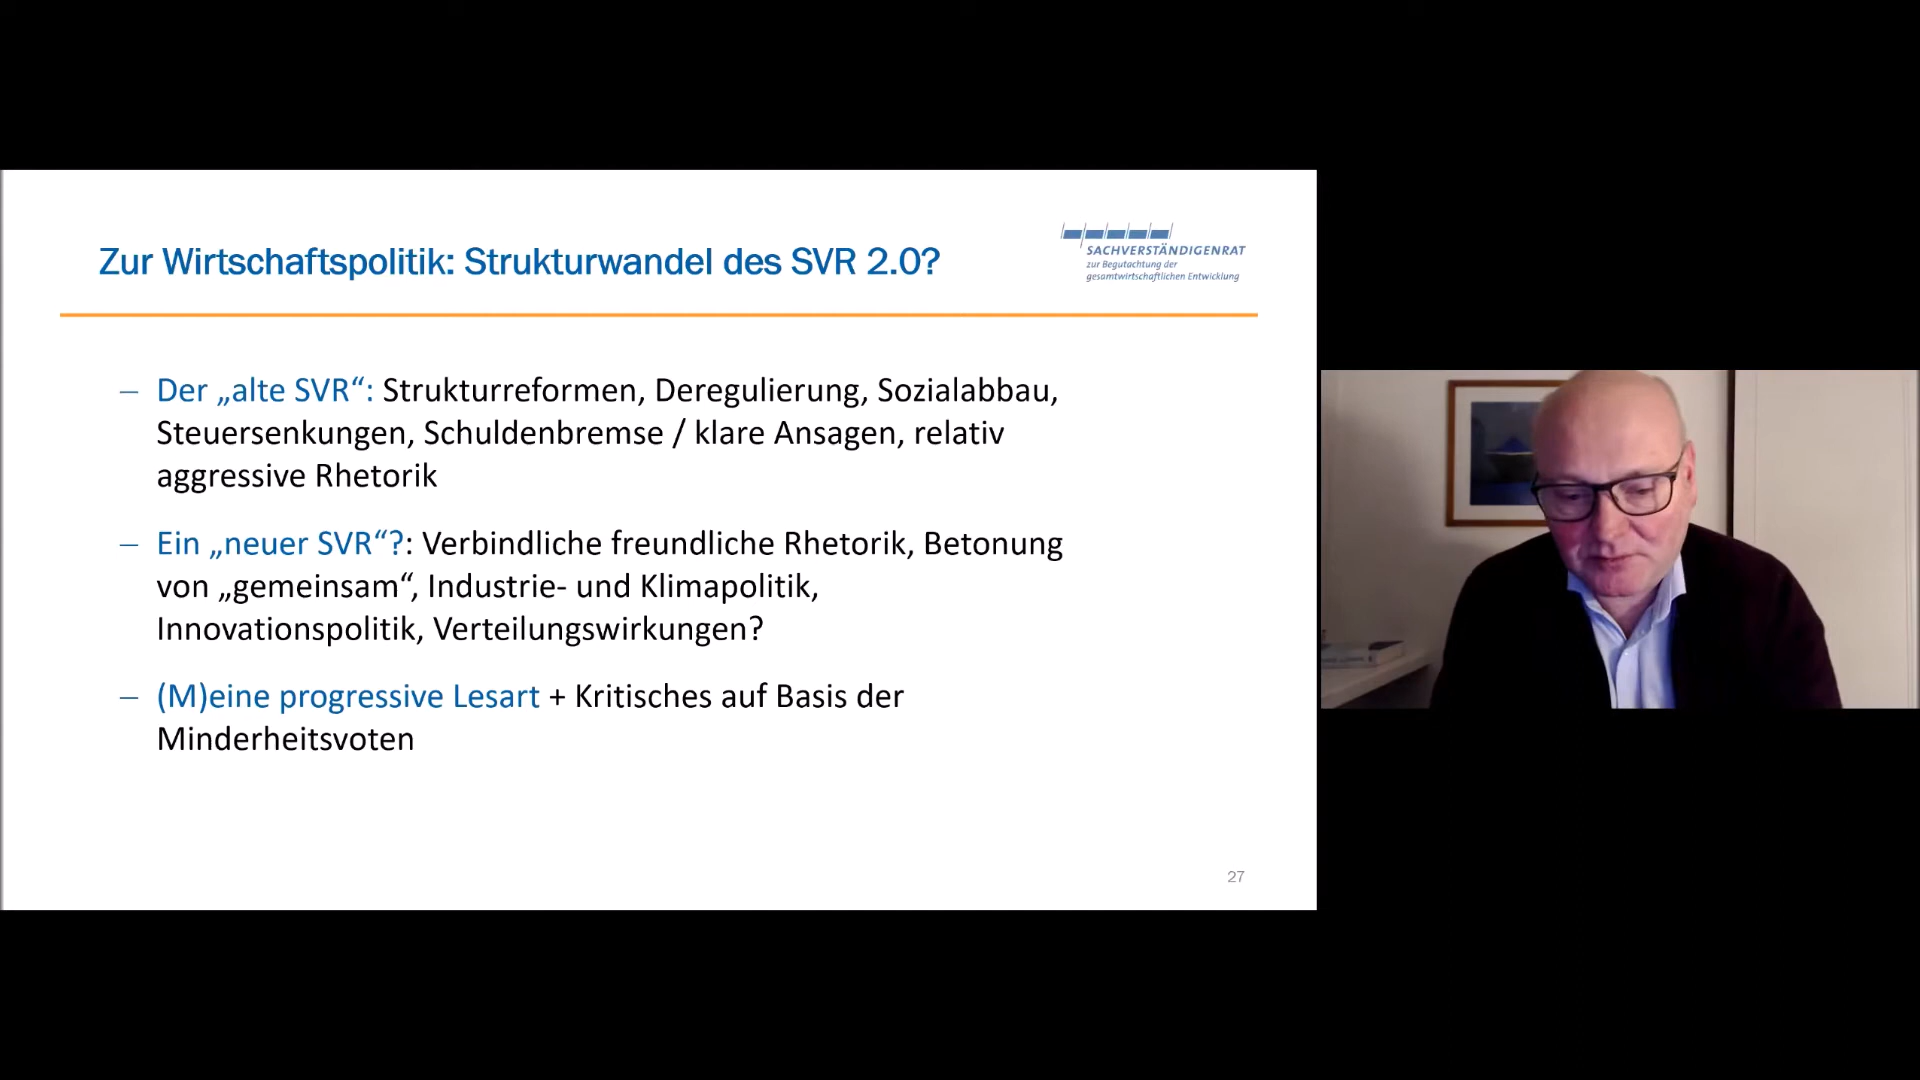 Zur Wirtschaftspolitik: Strukturwandel des SVR 2.0?
SACHVERSTÄNDIGENRAT
zur Begutachtung der
gesamtwirtschaftlichen Entwicklung
– Der „alte SVR“: Strukturreformen, Deregulierung, Sozialabbau,
Steuersenkungen, Schuldenbremse / klare Ansagen, relativ
aggressive Rhetorik
– Ein „neuer SVR“?: Verbindliche freundliche Rhetorik, Betonung
von „gemeinsam“, Industrie- und Klimapolitik,
Innovationspolitik, Verteilungswirkungen?
– (M)eine progressive Lesart + Kritisches auf Basis der
Minderheitsvoten
27